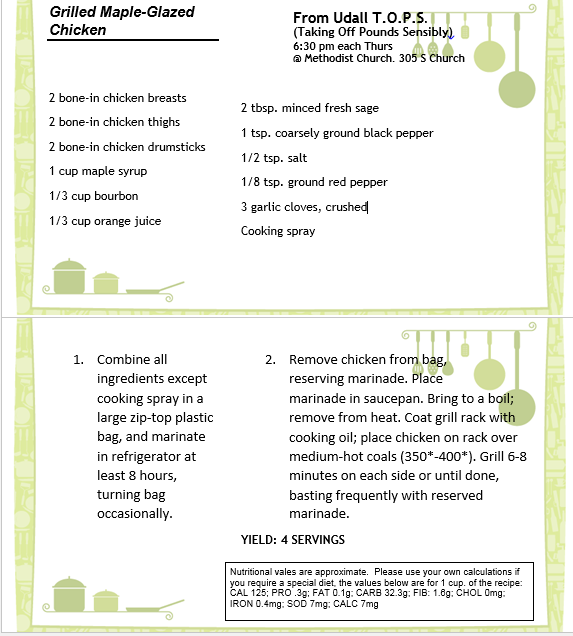 Grilled Maple-Glazed
Chicken
From Udall T.O.P.S.
(Taking Off Pounds Sensibly)
6:30 pm each Thurs
@ Methodist Church. 305 S Church
2 bone-in chicken breasts
2 bone-in chicken thighs
2 bone-in chicken drumsticks
1 cup maple syrup
1/3 cup bourbon
1/3 cup orange juice
2 tbsp. minced fresh sage
1 tsp. coarsely ground black pepper
1/2 tsp. salt
1/8 tsp. ground red pepper
3 garlic cloves, crushed
Cooking spray
1. Combine all
ingredients except
cooking spray in a
large zip-top plastic
bag, and marinate
in refrigerator at
least 8 hours,
turning bag
occasionally.
2. Remove chicken from bag,
reserving marinade. Place
marinade in saucepan. Bring to a boil;
remove from heat. Coat grill rack with
cooking oil; place chicken on rack over
medium-hot coals (350*-400*). Grill 6-8
minutes on each side or until done,
basting frequently with reserved
marinade.
YIELD: 4 SERVINGS
Nutritional vales are approximate. Please use your own calculations if
you require a special diet, the values below are for 1 cup. of the recipe:
CAL 125; PRO .3g; FAT 0.1g; CARB 32.3g; FIB: 1.6g; CHOL 0mg;
IRON 0.4mg; SOD 7mg; CALC 7mg